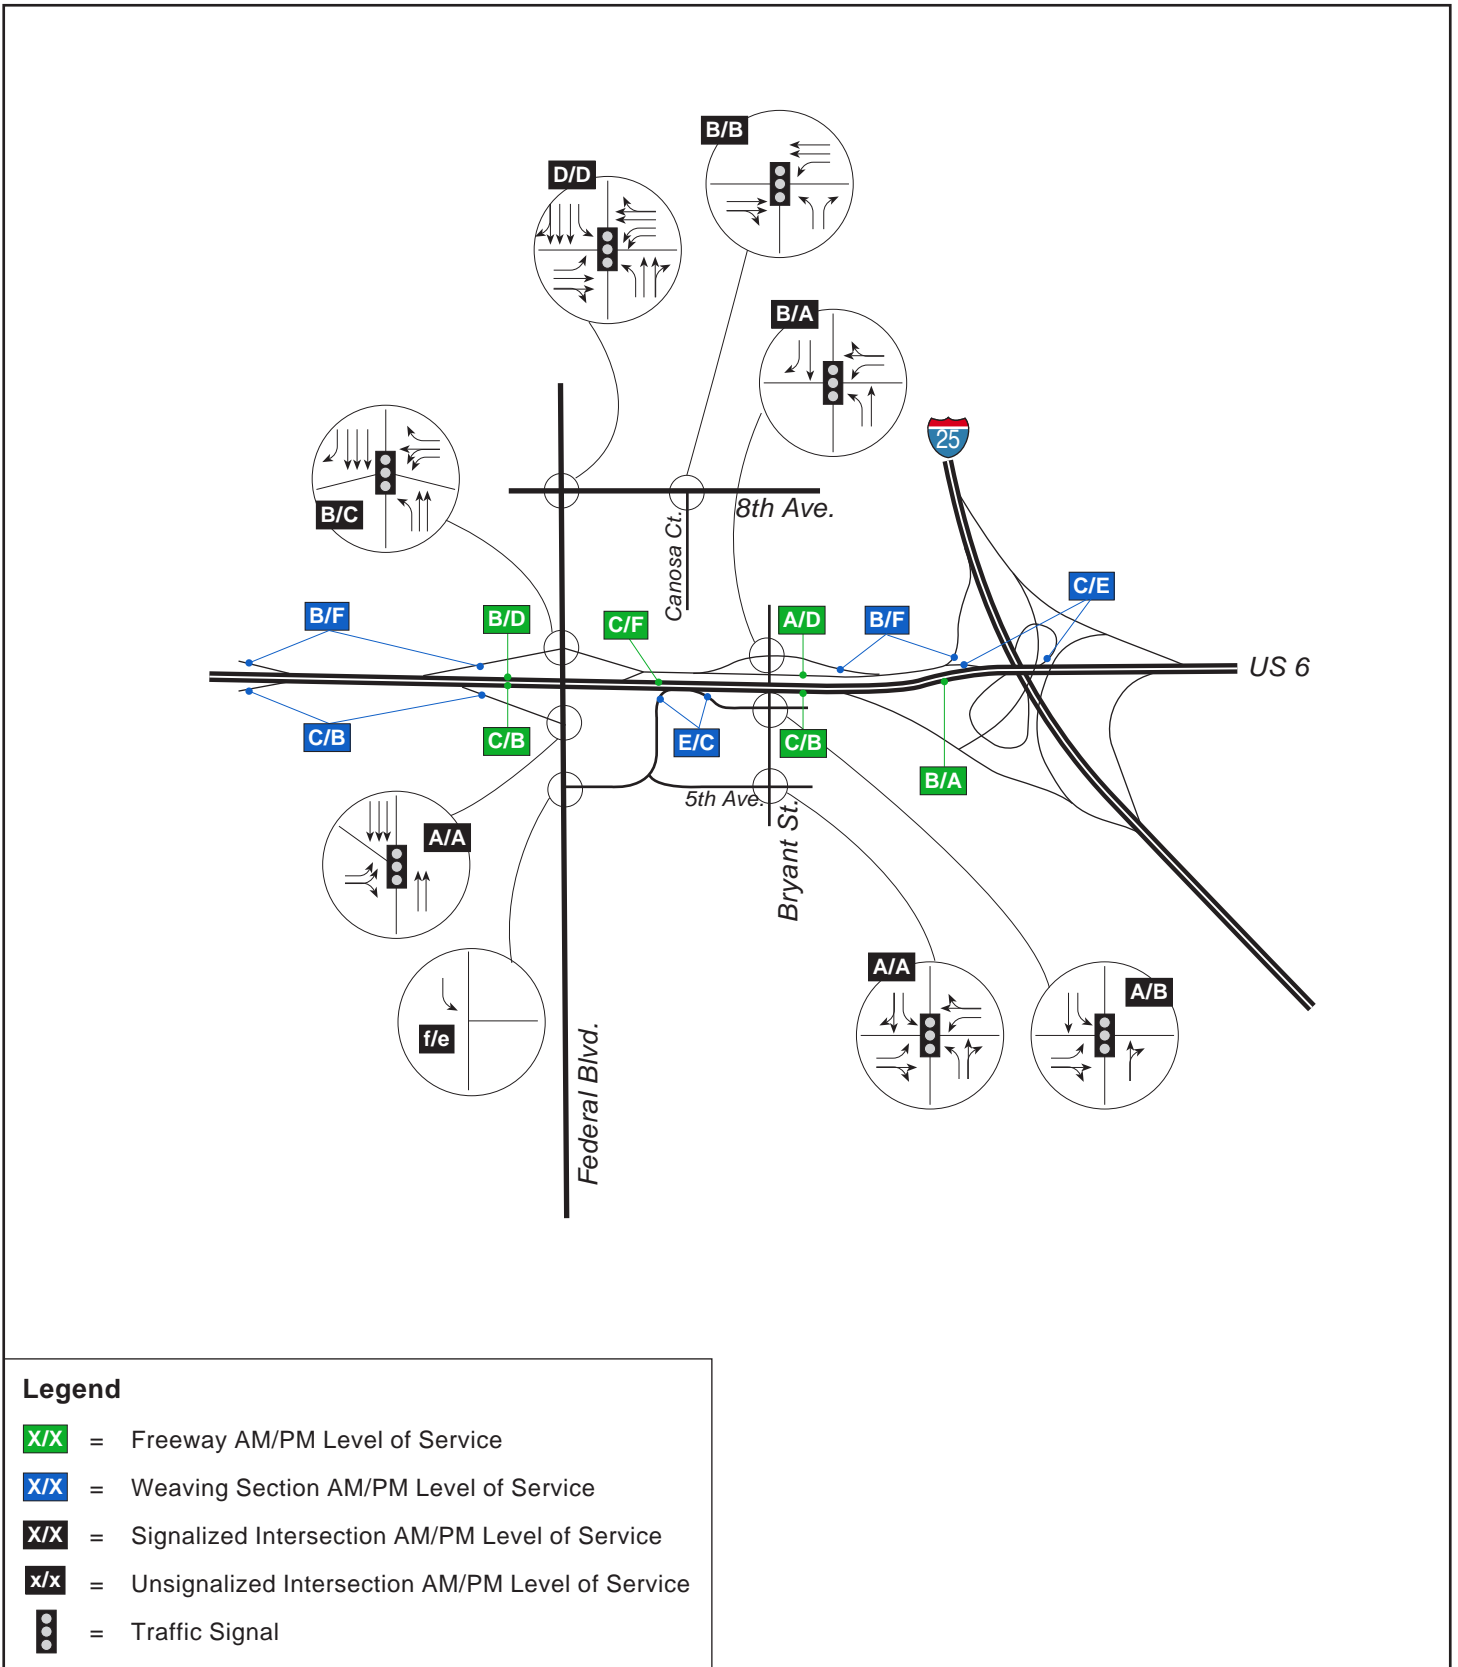 B/B
D/D
B/A
25
B/C
8th Ave.
Canosa Ct.
C/E
B/F
B/D
C/F
A/D
B/F
US 6
C/B
C/B
E/C
C/B
B/A
5th Ave.
Bryant St.
A/A
A/A
A/B
f/e
Federal Blvd.
Legend
X/X = Freeway AM/PM Level of Service
X/X = Weaving Section AM/PM Level of Service
X/X = Signalized Intersection AM/PM Level of Service
x/x = Unsignalized Intersection AM/PM Level of Service
= Traffic Signal